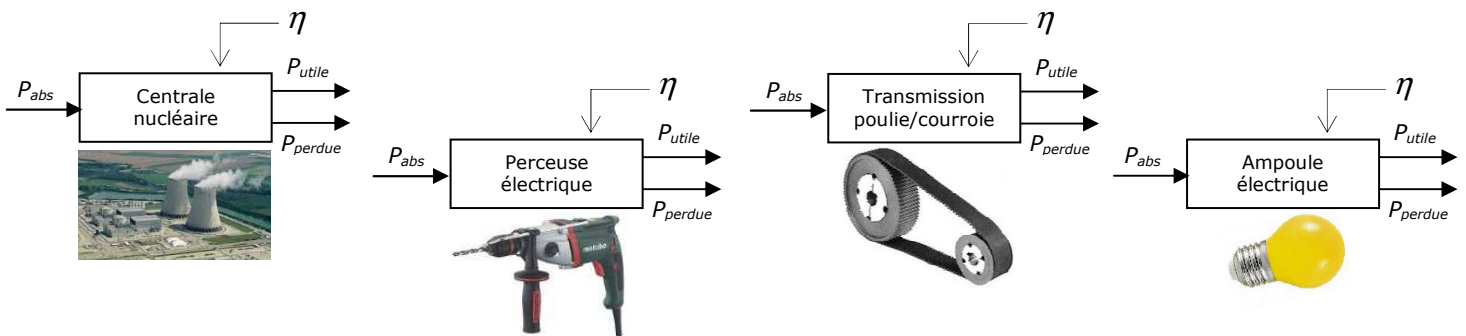 η
P_utile
P_abs
Centrale
nucléaire
P_perdue
η
P_utile
P_abs
Perceuse
électrique
P_perdue
metabo
η
P_utile
P_abs
Transmission
poulie/courroie
P_perdue
η
P_utile
P_abs
Ampoule
électrique
P_perdue